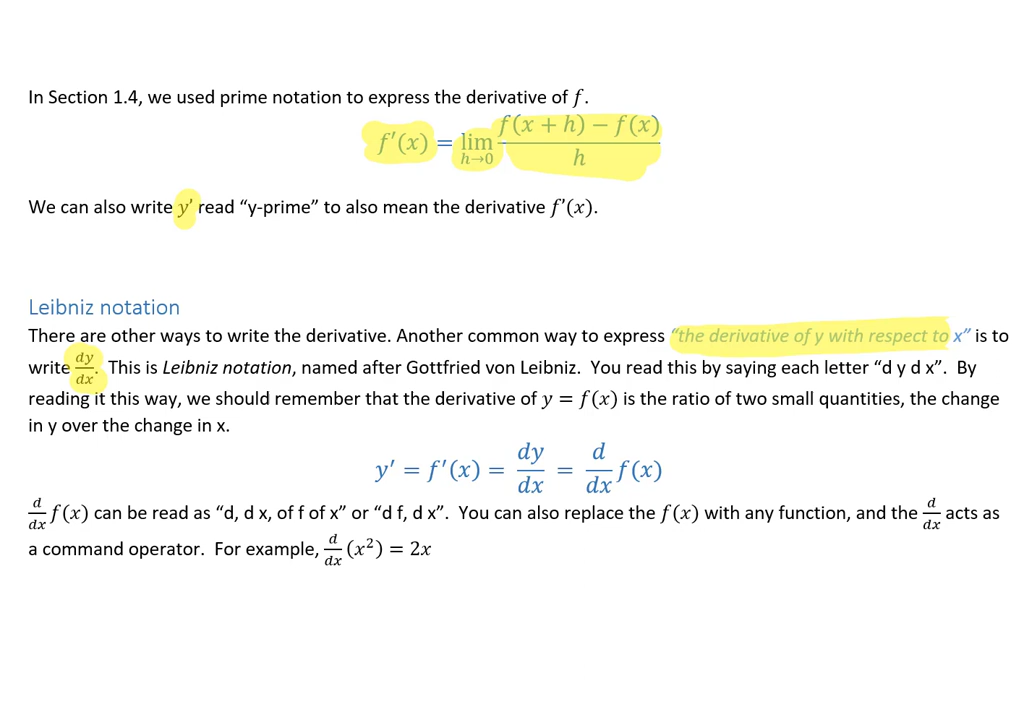 In Section 1.4, we used prime notation to express the derivative of f.
f'(x) = lim h→0 f(x + h) − f(x) / h
We can also write y' read “y-prime” to also mean the derivative f'(x).
Leibniz notation
There are other ways to write the derivative. Another common way to express “the derivative of y with respect to x” is to
write dy/dx. This is Leibniz notation, named after Gottfried von Leibniz. You read this by saying each letter “d y d x”. By
reading it this way, we should remember that the derivative of y = f(x) is the ratio of two small quantities, the change
in y over the change in x.
y' = f'(x) = dy/dx = d/dx f(x)
d/dx f(x) can be read as “d, d x, of f of x” or “d f, d x”. You can also replace the f(x) with any function, and the d/dx acts as
a command operator. For example, d/dx (x²) = 2x